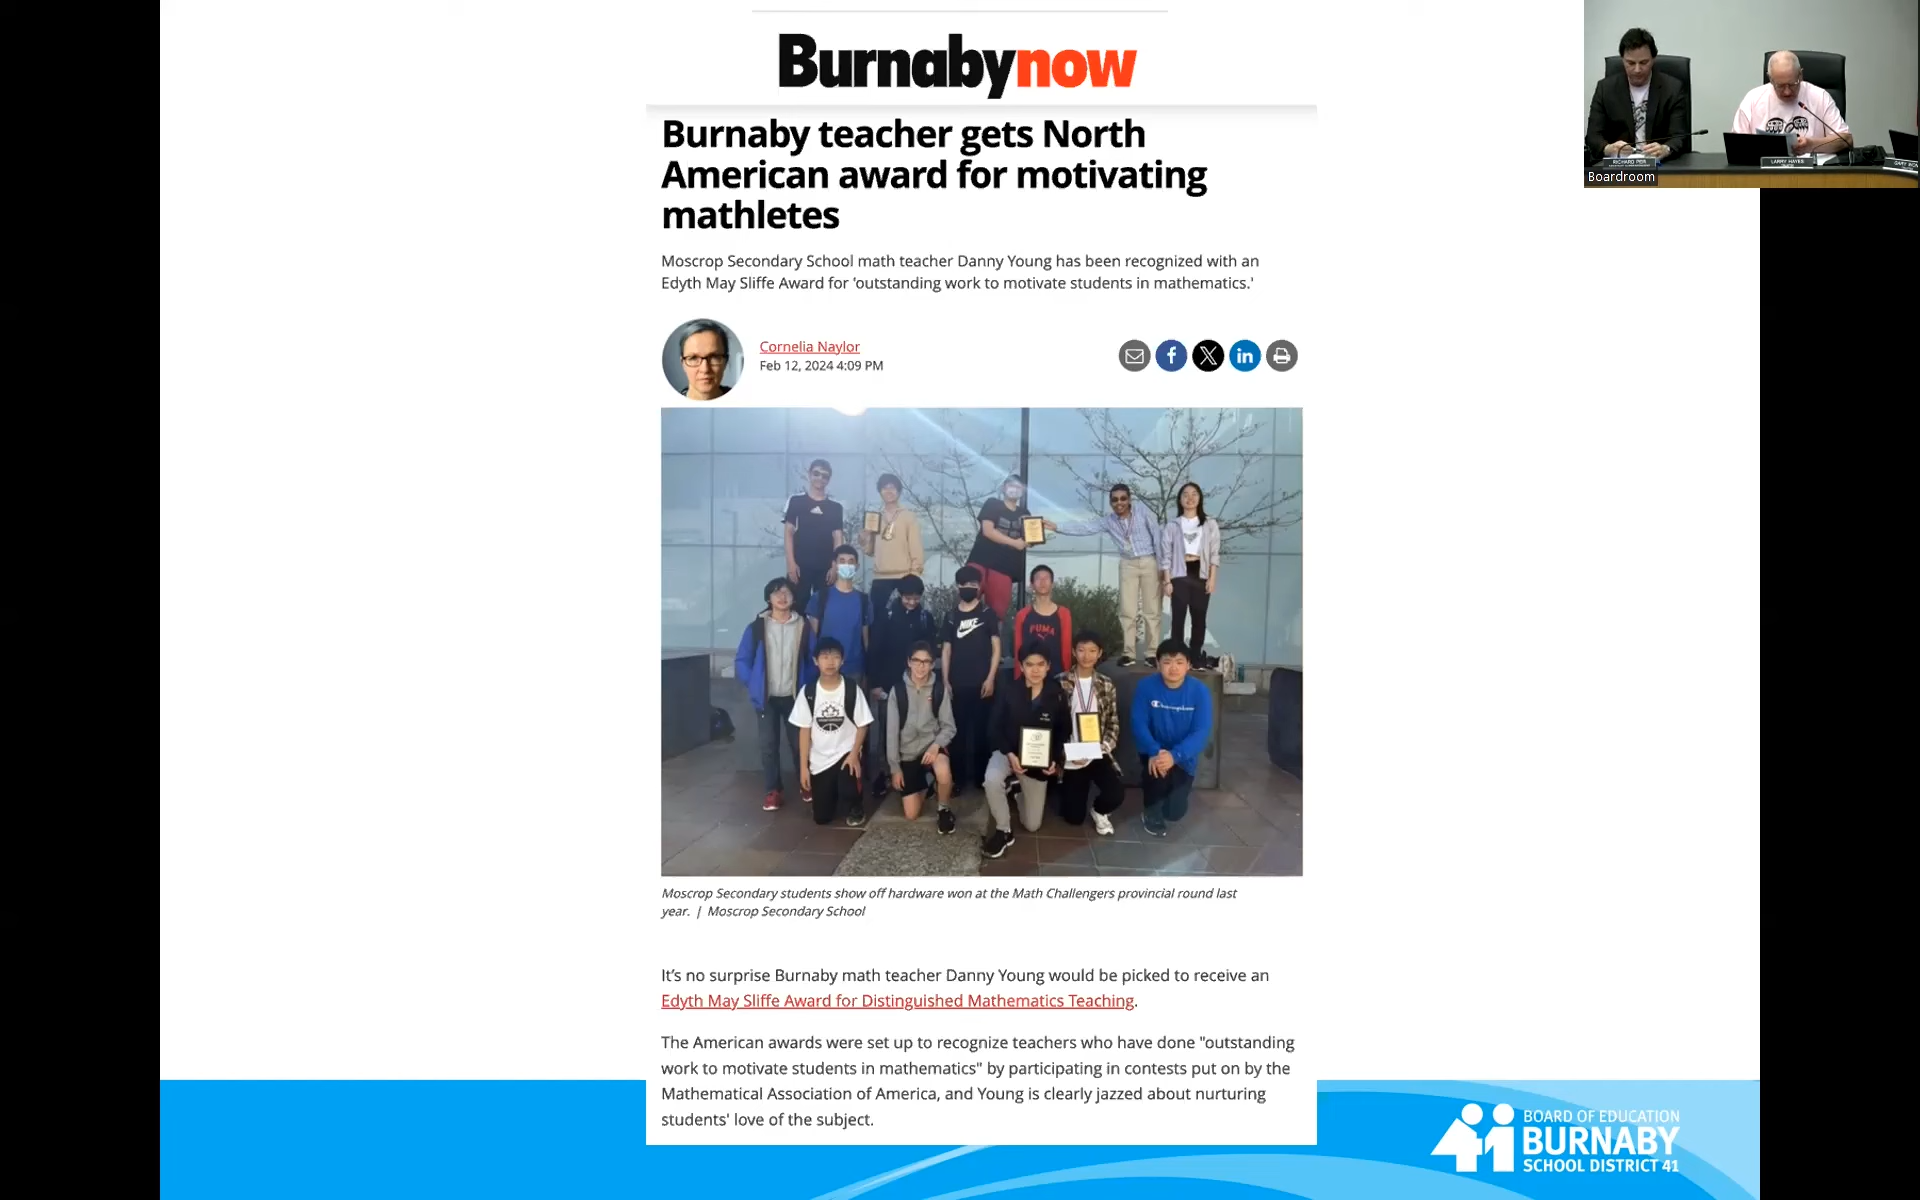 Burnabynow
Burnaby teacher gets North
American award for motivating
mathletes
Moscrop Secondary School math teacher Danny Young has been recognized with an
Edyth May Sliffe Award for 'outstanding work to motivate students in mathematics.'
Cornelia Naylor
Feb 12, 2024 4:09 PM
NIKE
PUMA
Moscrop Secondary students show off hardware won at the Math Challengers provincial round last
year. | Moscrop Secondary School
It's no surprise Burnaby math teacher Danny Young would be picked to receive an
Edyth May Sliffe Award for Distinguished Mathematics Teaching.
The American awards were set up to recognize teachers who have done "outstanding
work to motivate students in mathematics" by participating in contests put on by the
Mathematical Association of America, and Young is clearly jazzed about nurturing
students' love of the subject.
RICHARD PER
LARRY HAYES
Boardroom
41
BOARD OF EDUCATION
BURNABY
SCHOOL DISTRICT 41